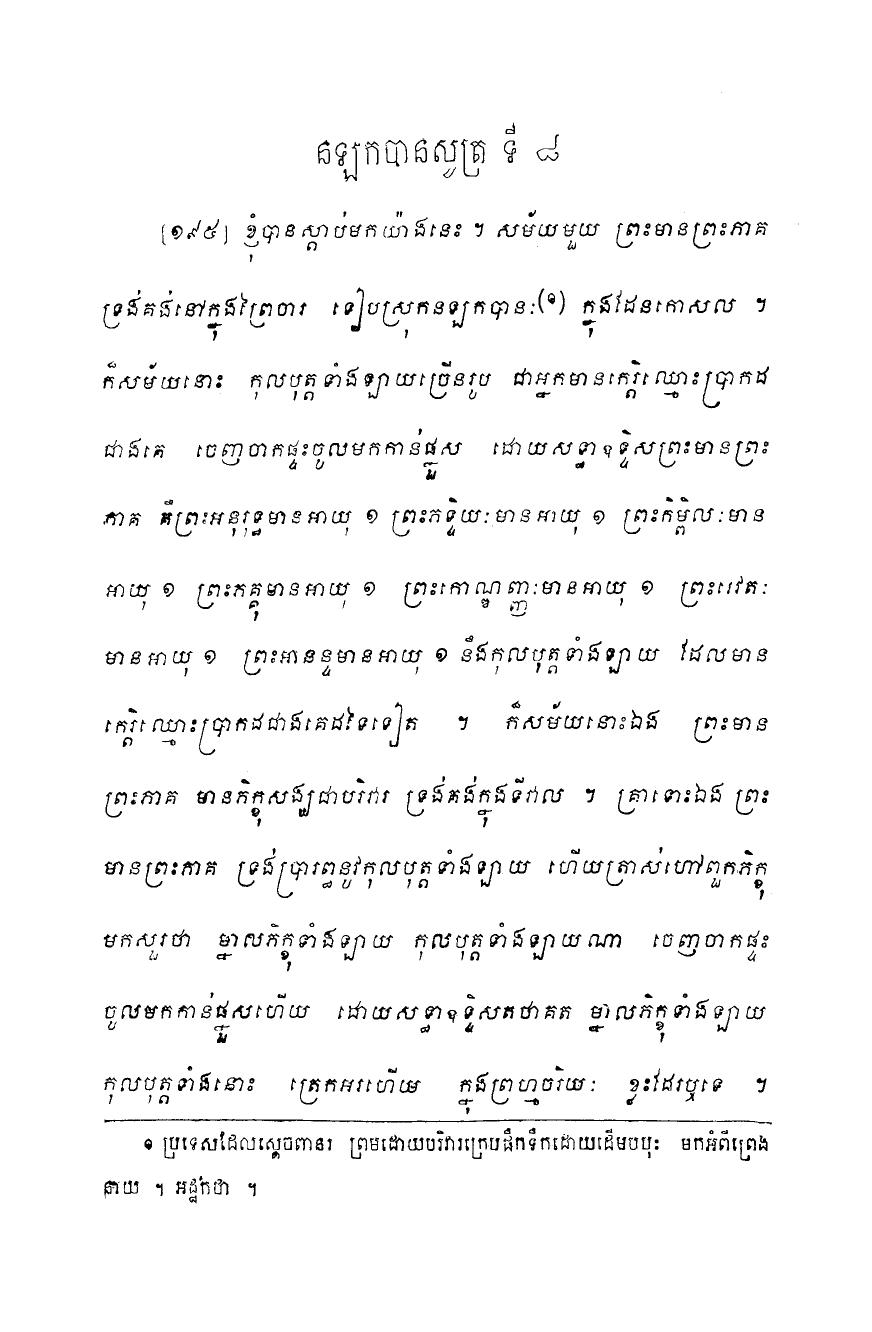 នឡកបានសូត្រ ទី ៨
[១៩៥] ខ្ញុំបានស្តាប់មកយ៉ាងនេះ ។ សម័យមួយ ព្រះមានព្រះភាគ
ទ្រង់គង់នៅក្នុងព្រៃចារ ទៀបស្រុកនឡកបានៈ(១) ក្នុងដែនកោសល ។
ក៏សម័យនោះ កុលបុត្តទាំងឡាយច្រើនរូប ជាអ្នកមានកេរ្តិ៍ឈ្មោះប្រាកដ
ជាងគេ ចេញចាកផ្ទះចូលមកកាន់ផ្នួស ដោយសទ្ធា ឧទ្ទិសព្រះមានព្រះ
ភាគ គឺព្រះអនុរុទ្ធមានអាយុ ១ ព្រះភទ្ទិយៈមានអាយុ ១ ព្រះកិម្ពិលៈមាន
អាយុ ១ ព្រះភគ្គុមានអាយុ ១ ព្រះកោណ្ឌញ្ញៈមានអាយុ ១ ព្រះរេវតៈ
មានអាយុ ១ ព្រះអានន្ទមានអាយុ ១ នឹងកុលបុត្តទាំងឡាយ ដែលមាន
កេរ្តិ៍ឈ្មោះប្រាកដជាងគេដទៃទៀត ។ ក៏សម័យនោះឯង ព្រះមាន
ព្រះភាគ មានភិក្ខុសង្ឃជាបរិវារ ទ្រង់គង់ក្នុងទីវាល ។ គ្រានោះឯង ព្រះ
មានព្រះភាគ ទ្រង់ប្រារព្ធនូវកុលបុត្តទាំងឡាយ ហើយត្រាស់ហៅពួកភិក្ខុ
មកសួរថា ម្នាលភិក្ខុទាំងឡាយ កុលបុត្តទាំងឡាយណា ចេញចាកផ្ទះ
ចូលមកកាន់ផ្នួសហើយ ដោយសទ្ធា ឧទ្ទិសតថាគត ម្នាលភិក្ខុទាំងឡាយ
កុលបុត្តទាំងនោះ ត្រេកអរហើយ ក្នុងព្រហ្មចរិយៈ ខ្លះដែរឬទេ ។
១ ប្រទេសដែលស្តេចពានរ ព្រមដោយបរិវារក្រេបផឹកទឹកដោយដើមបបុះ មកអំពីព្រេង
នាយ ។ អដ្ឋកថា ។